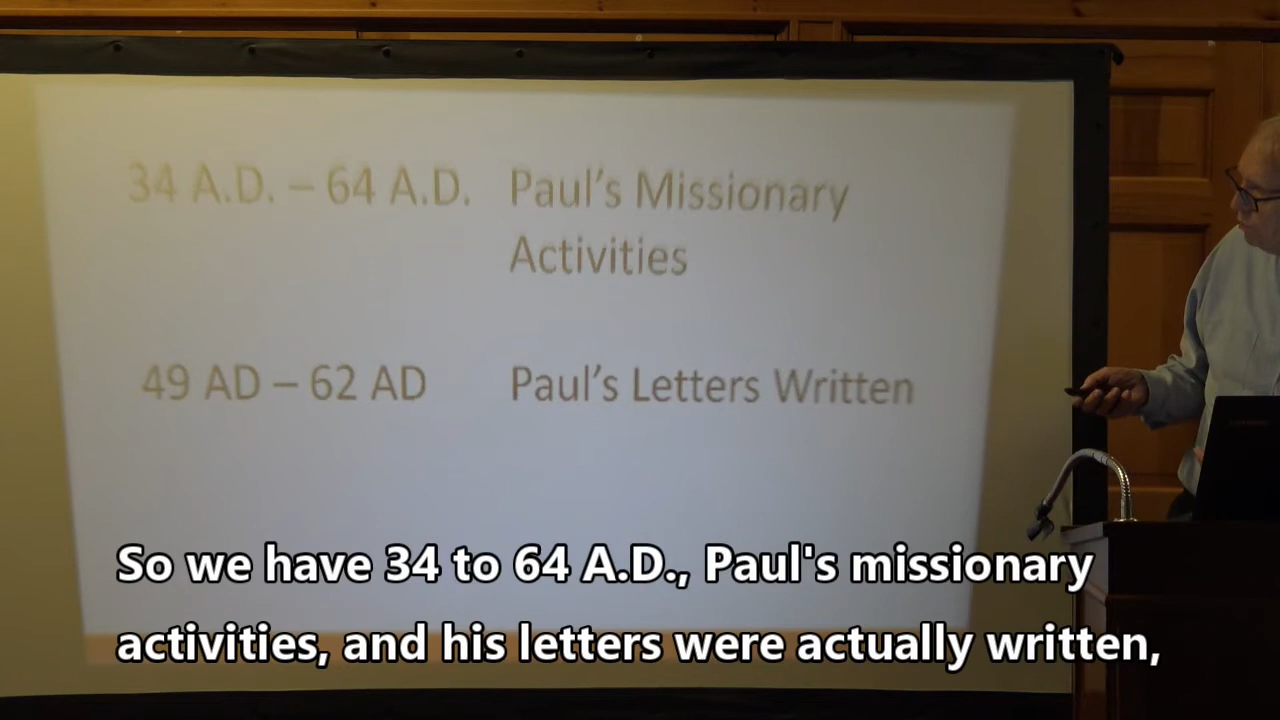 34 A.D. – 64 A.D. Paul's Missionary
Activities
49 AD – 62 AD Paul's Letters Written
So we have 34 to 64 A.D., Paul's missionary
activities, and his letters were actually written,